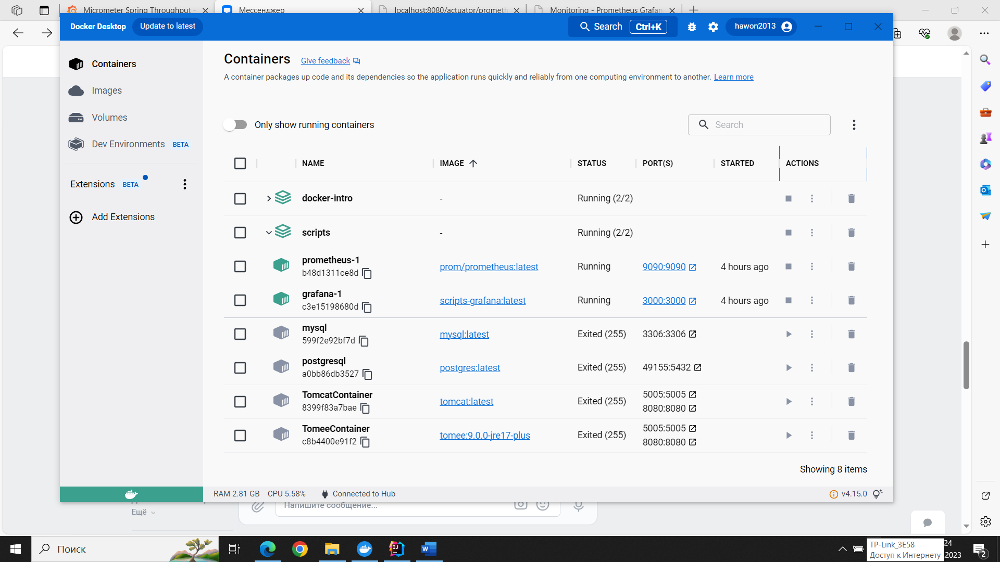 Micrometer Spring Throughput -
Мессенджер
localhost:8080/actuator/prometh
Monitoring - Prometheus Grafan
Docker Desktop
Update to latest
Search
Ctrl+K
hawon2013
Containers
Images
Volumes
Dev Environments BETA
Extensions BETA
Add Extensions
Containers Give feedback
A container packages up code and its dependencies so the application runs quickly and reliably from one computing environment to another. Learn more
Only show running containers
Search
NAME IMAGE STATUS PORT(S) STARTED ACTIONS
docker-intro - Running (2/2)
scripts - Running (2/2)
prometheus-1
b48d1311ce8d
prom/prometheus:latest Running 9090:9090 4 hours ago
grafana-1
c3e15198680d
scripts-grafana:latest Running 3000:3000 4 hours ago
mysql
599f2e92bf7d
mysql:latest Exited (255) 3306:3306
postgresql
a0bb86db3527
postgres:latest Exited (255) 49155:5432
TomcatContainer
8399f83a7bae
tomcat:latest Exited (255) 5005:5005
8080:8080
TomeeContainer
c8b4400e91f2
tomee:9.0.0-jre17-plus Exited (255) 5005:5005
8080:8080
Showing 8 items
RAM 2.81 GB CPU 5.58% Connected to Hub
v4.15.0
Напишите сообщение...
Ещё
Поиск
TP-Link_3E58
Доступ к Интернету
24
2023
2